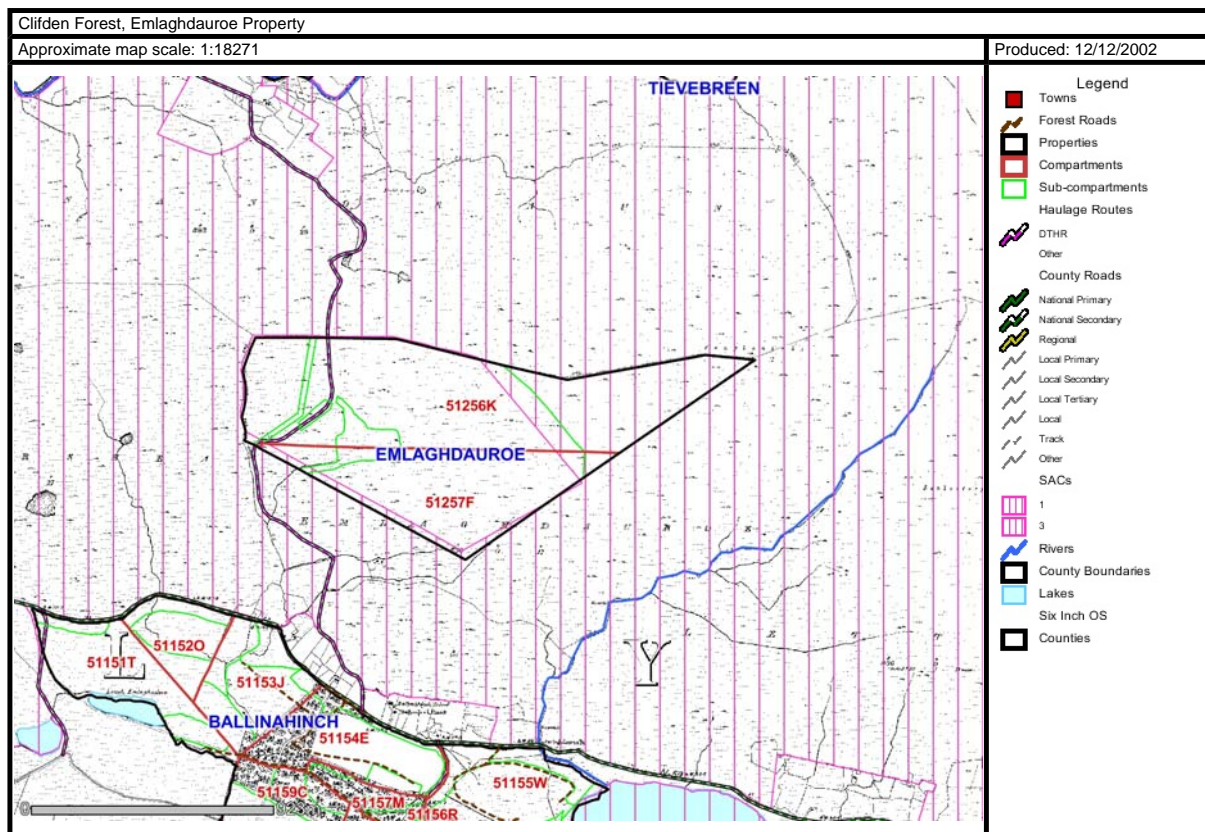 Clifden Forest, Emlaghdauroe Property
Approximate map scale: 1:18271
Produced: 12/12/2002
TIEVEBREEN
51256K
EMLAGHDAUROE
51257F
51152O
51151T
51153J
BALLINAHINCH
51154E
51155W
51159C
51157M
51156R
0
Legend
Towns
Forest Roads
Properties
Compartments
Sub-compartments
Haulage Routes
DTHR
Other
County Roads
National Primary
National Secondary
Regional
Local Primary
Local Secondary
Local Tertiary
Local
Track
Other
SACs
1
3
Rivers
County Boundaries
Lakes
Six Inch OS
Counties